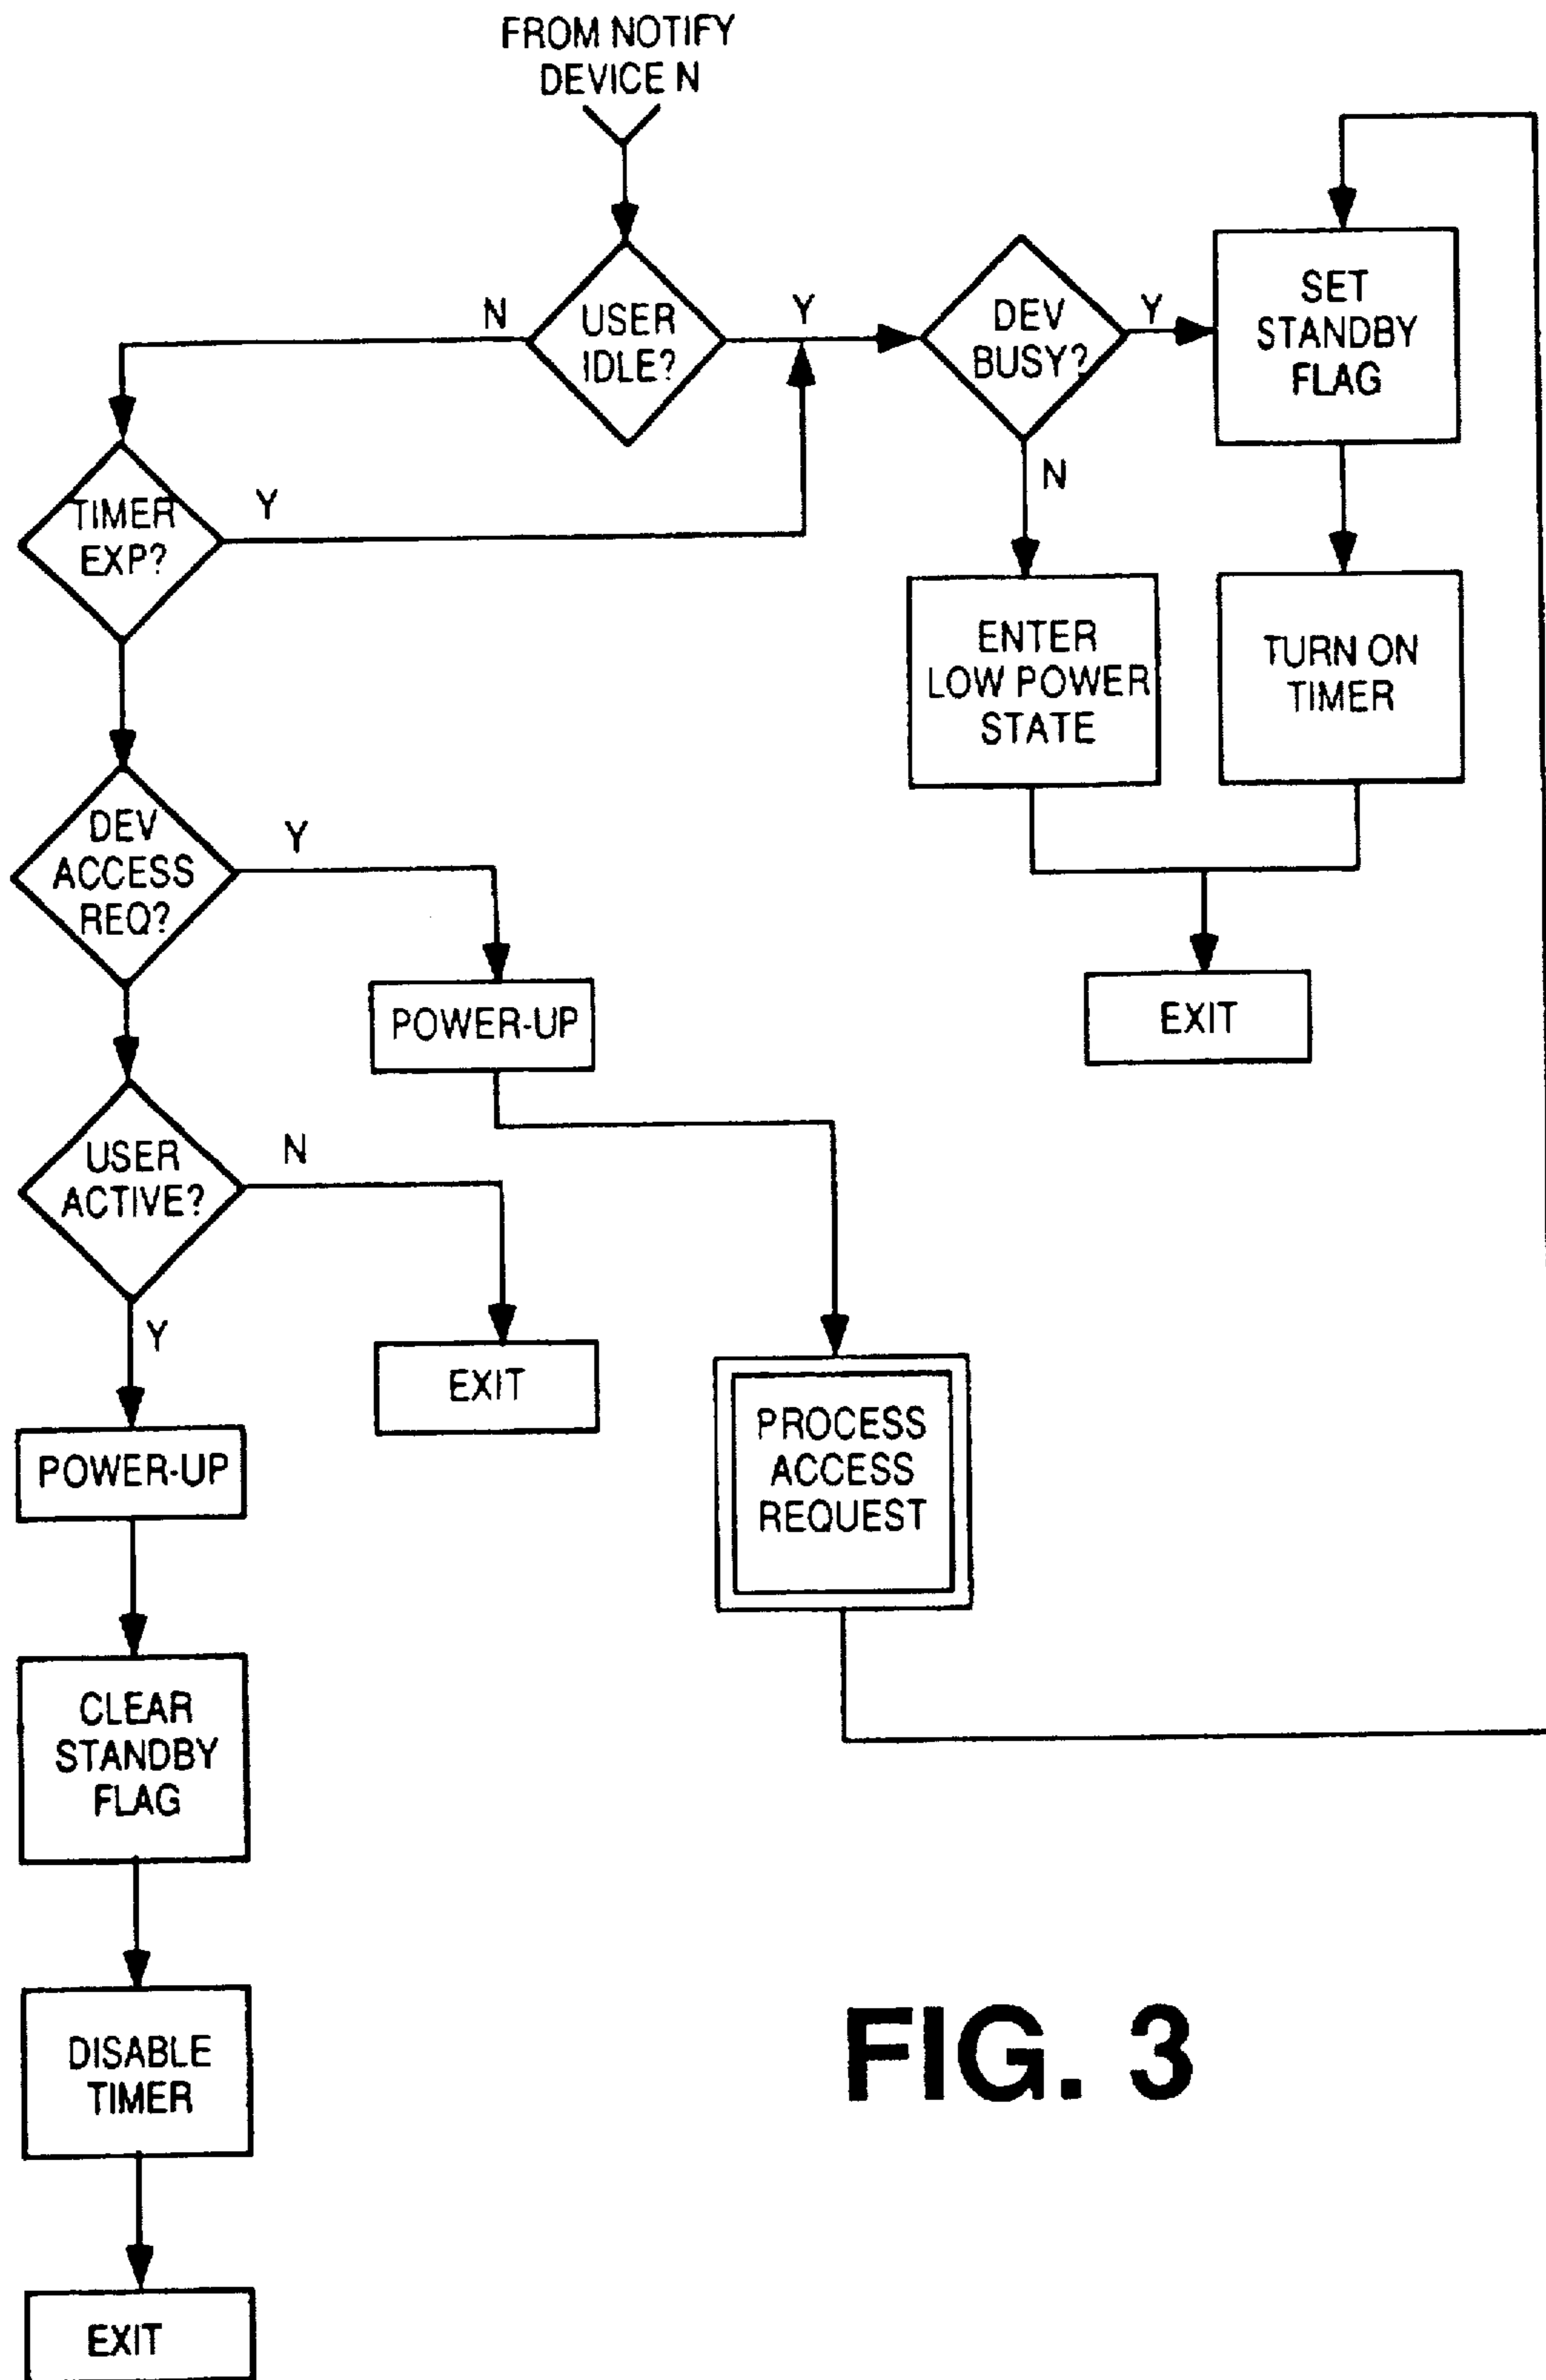 FROM NOTIFY
DEVICE N
N
USER
IDLE?
Y
DEV
BUSY?
Y
SET
STANDBY
FLAG
TIMER
EXP?
Y
N
ENTER
LOW POWER
STATE
TURN ON
TIMER
DEV
ACCESS
REQ?
Y
POWER-UP
EXIT
USER
ACTIVE?
N
Y
EXIT
PROCESS
ACCESS
REQUEST
POWER-UP
CLEAR
STANDBY
FLAG
DISABLE
TIMER
EXIT
FIG. 3